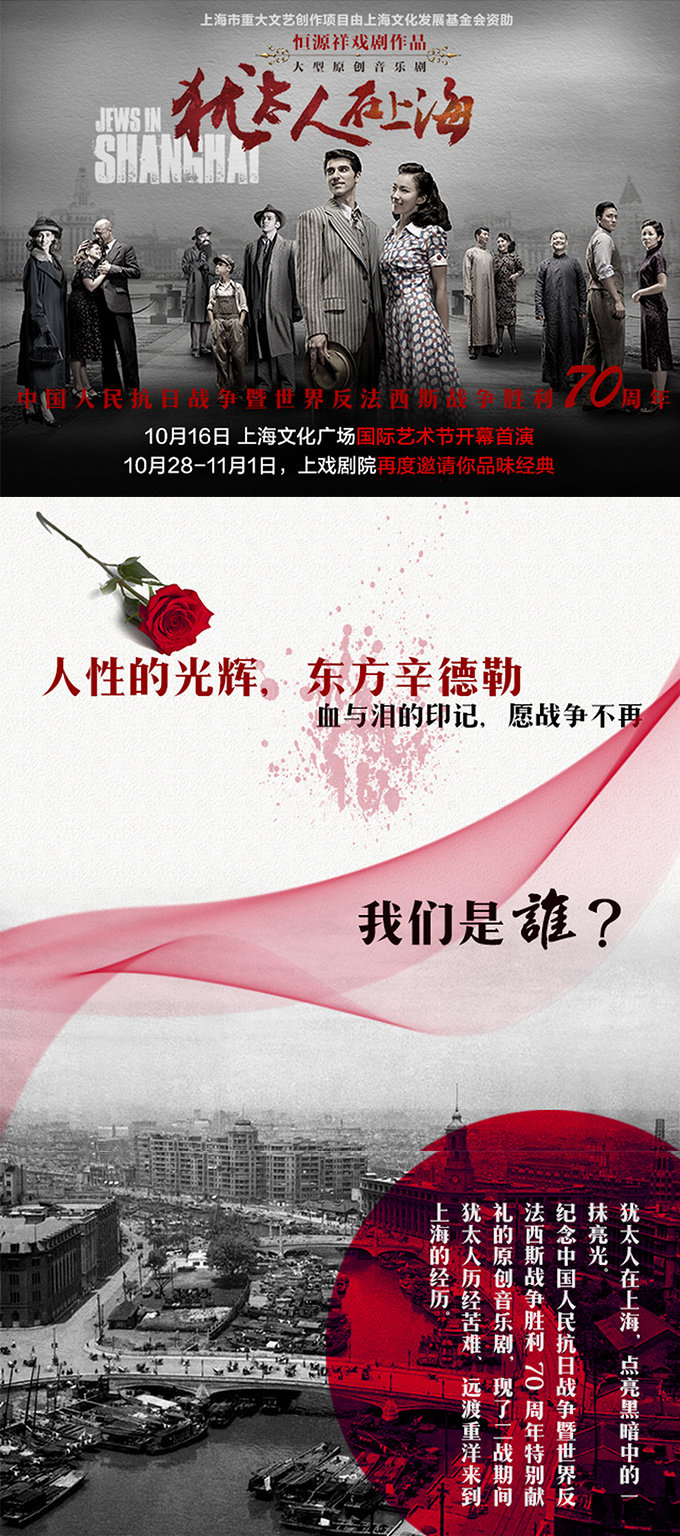 上海市重大文艺创作项目由上海文化发展基金会资助
恒源祥戏剧作品
大型原创音乐剧
犹太人在上海
JEWS IN
SHANGHAI
中国人民抗日战争暨世界反法西斯战争胜利70周年
10月16日 上海文化广场国际艺术节开幕首演
10月28-11月1日，上戏剧院再度邀请你品味经典
人性的光辉，东方辛德勒
血与泪的印记，愿战争不再
我们是誰？
犹太人在上海，点亮黑暗中的一
抹亮光。
纪念中国人民抗日战争暨世界反
法西斯战争胜利 70 周年特别献
礼的原创音乐剧，现了二战期间
犹太人历经苦难、远渡重洋来到
上海的经历。